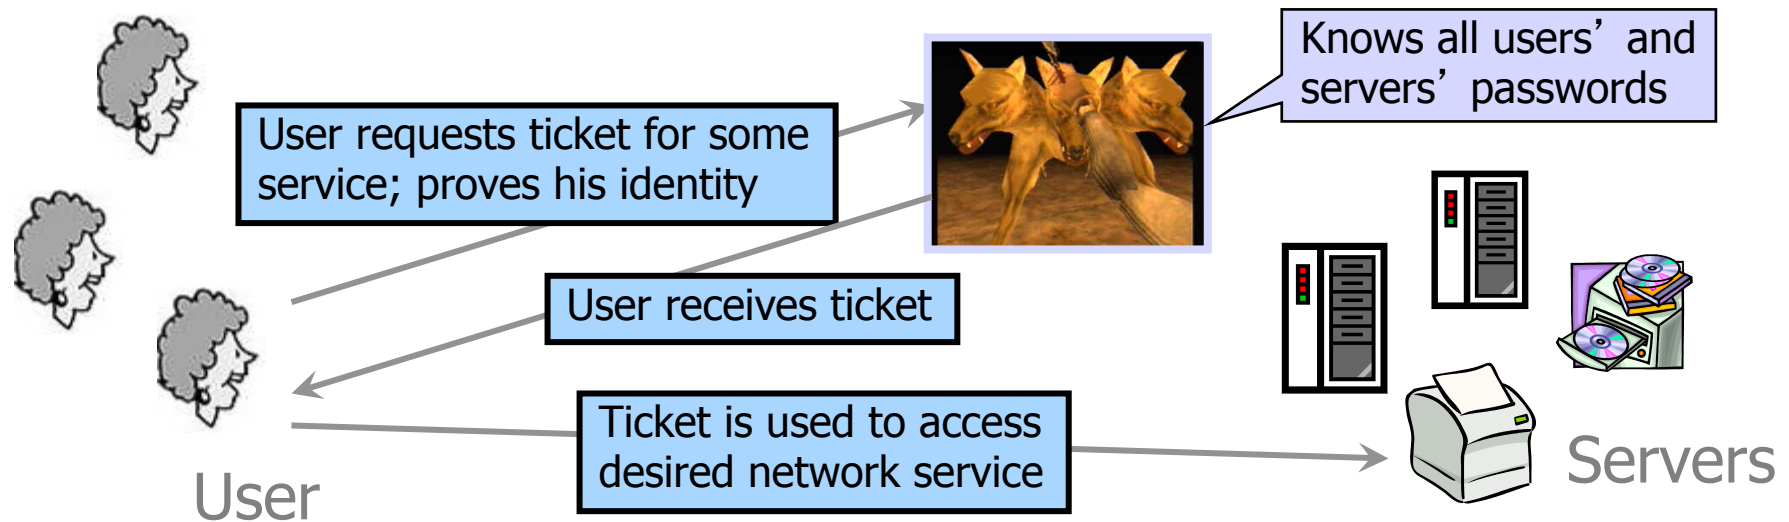 Knows all users’ and
servers’ passwords
User requests ticket for some
service; proves his identity
User receives ticket
Ticket is used to access
desired network service
User
Servers